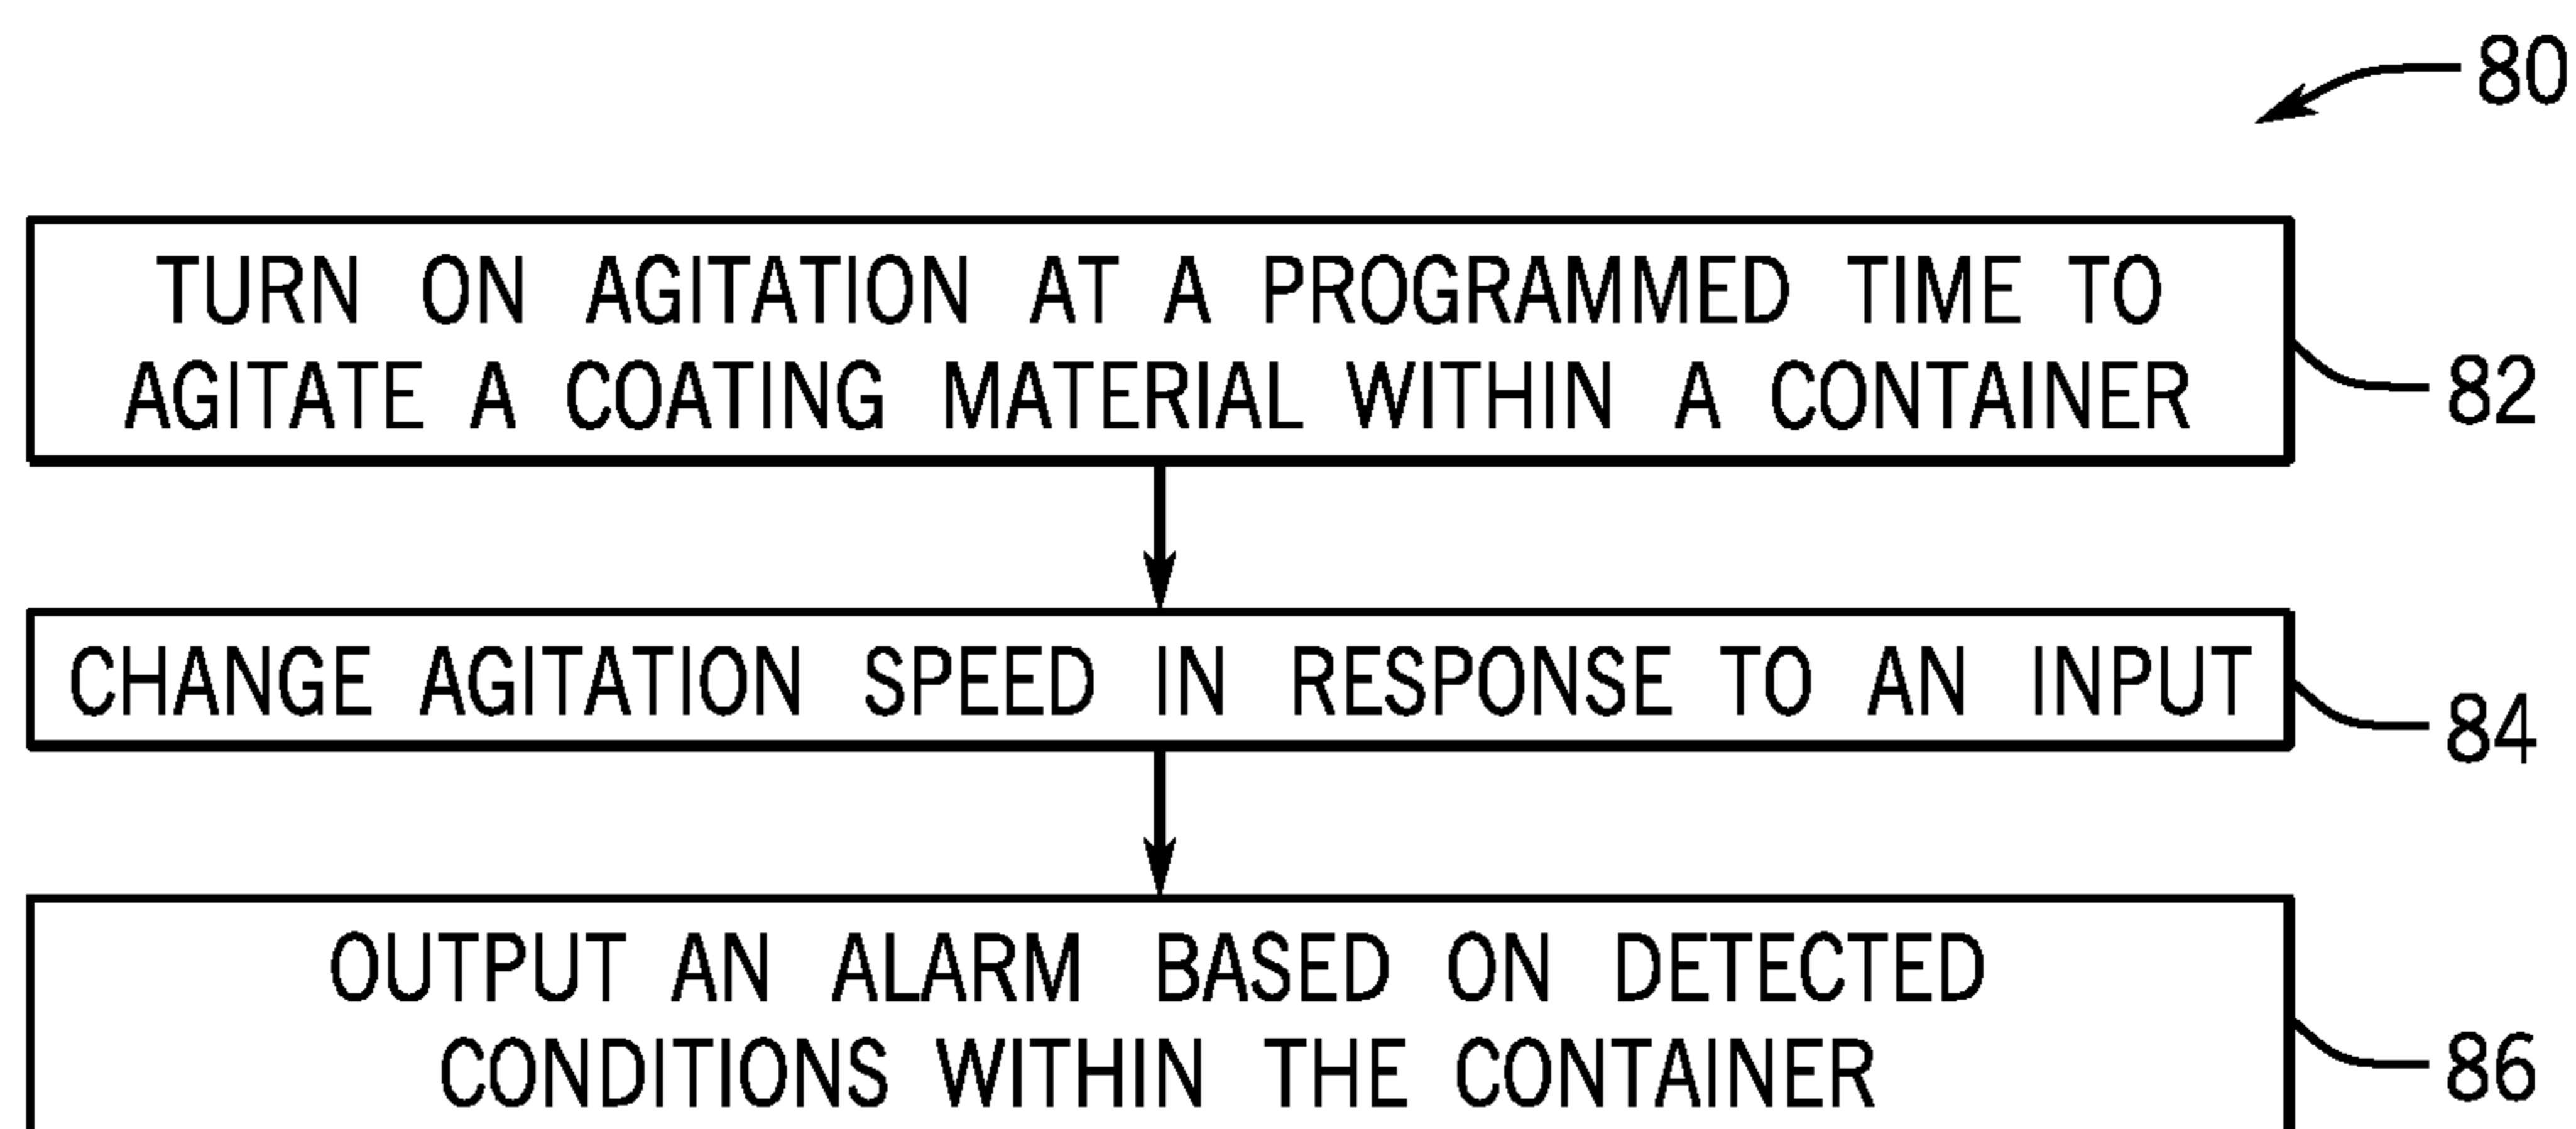 80
TURN ON AGITATION AT A PROGRAMMED TIME TO
AGITATE A COATING MATERIAL WITHIN A CONTAINER
82
CHANGE AGITATION SPEED IN RESPONSE TO AN INPUT
84
OUTPUT AN ALARM BASED ON DETECTED
CONDITIONS WITHIN THE CONTAINER
86